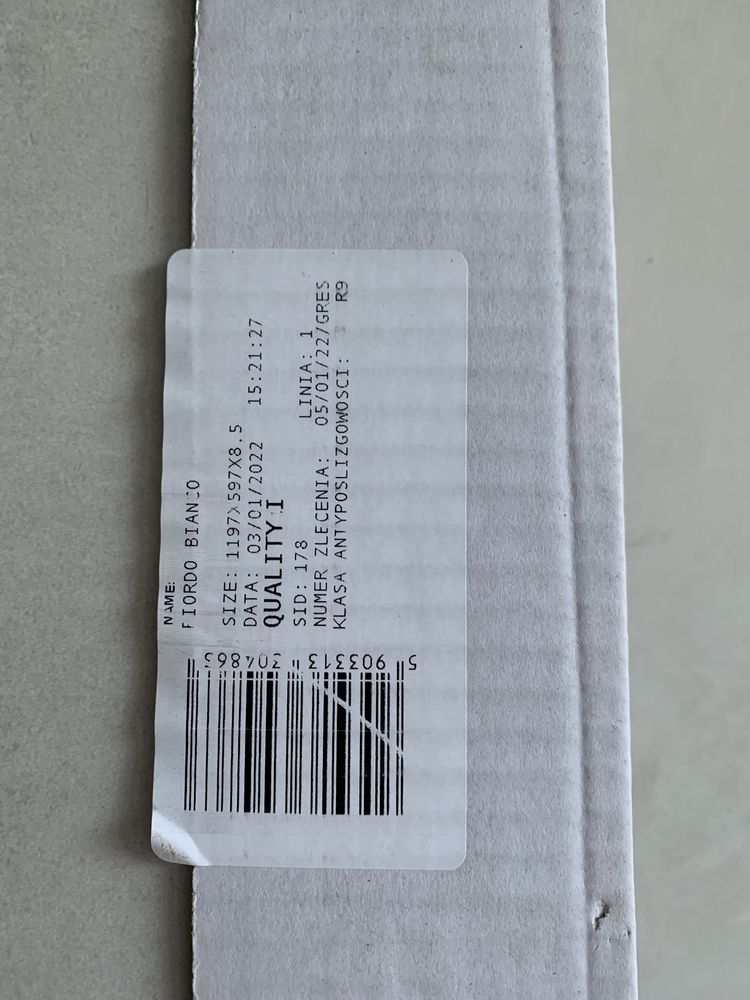 NAME:
FIORDO BIANCO
SIZE: 1197X597X8.5
DATA: 03/01/2022 15:21:27
QUALITY I
SID: 178 LINIA: 1
NUMER ZLECENIA: 05/01/22/GRES
KLASA ANTYPOSLIZGOWOSCI: R9
5 903313 304863